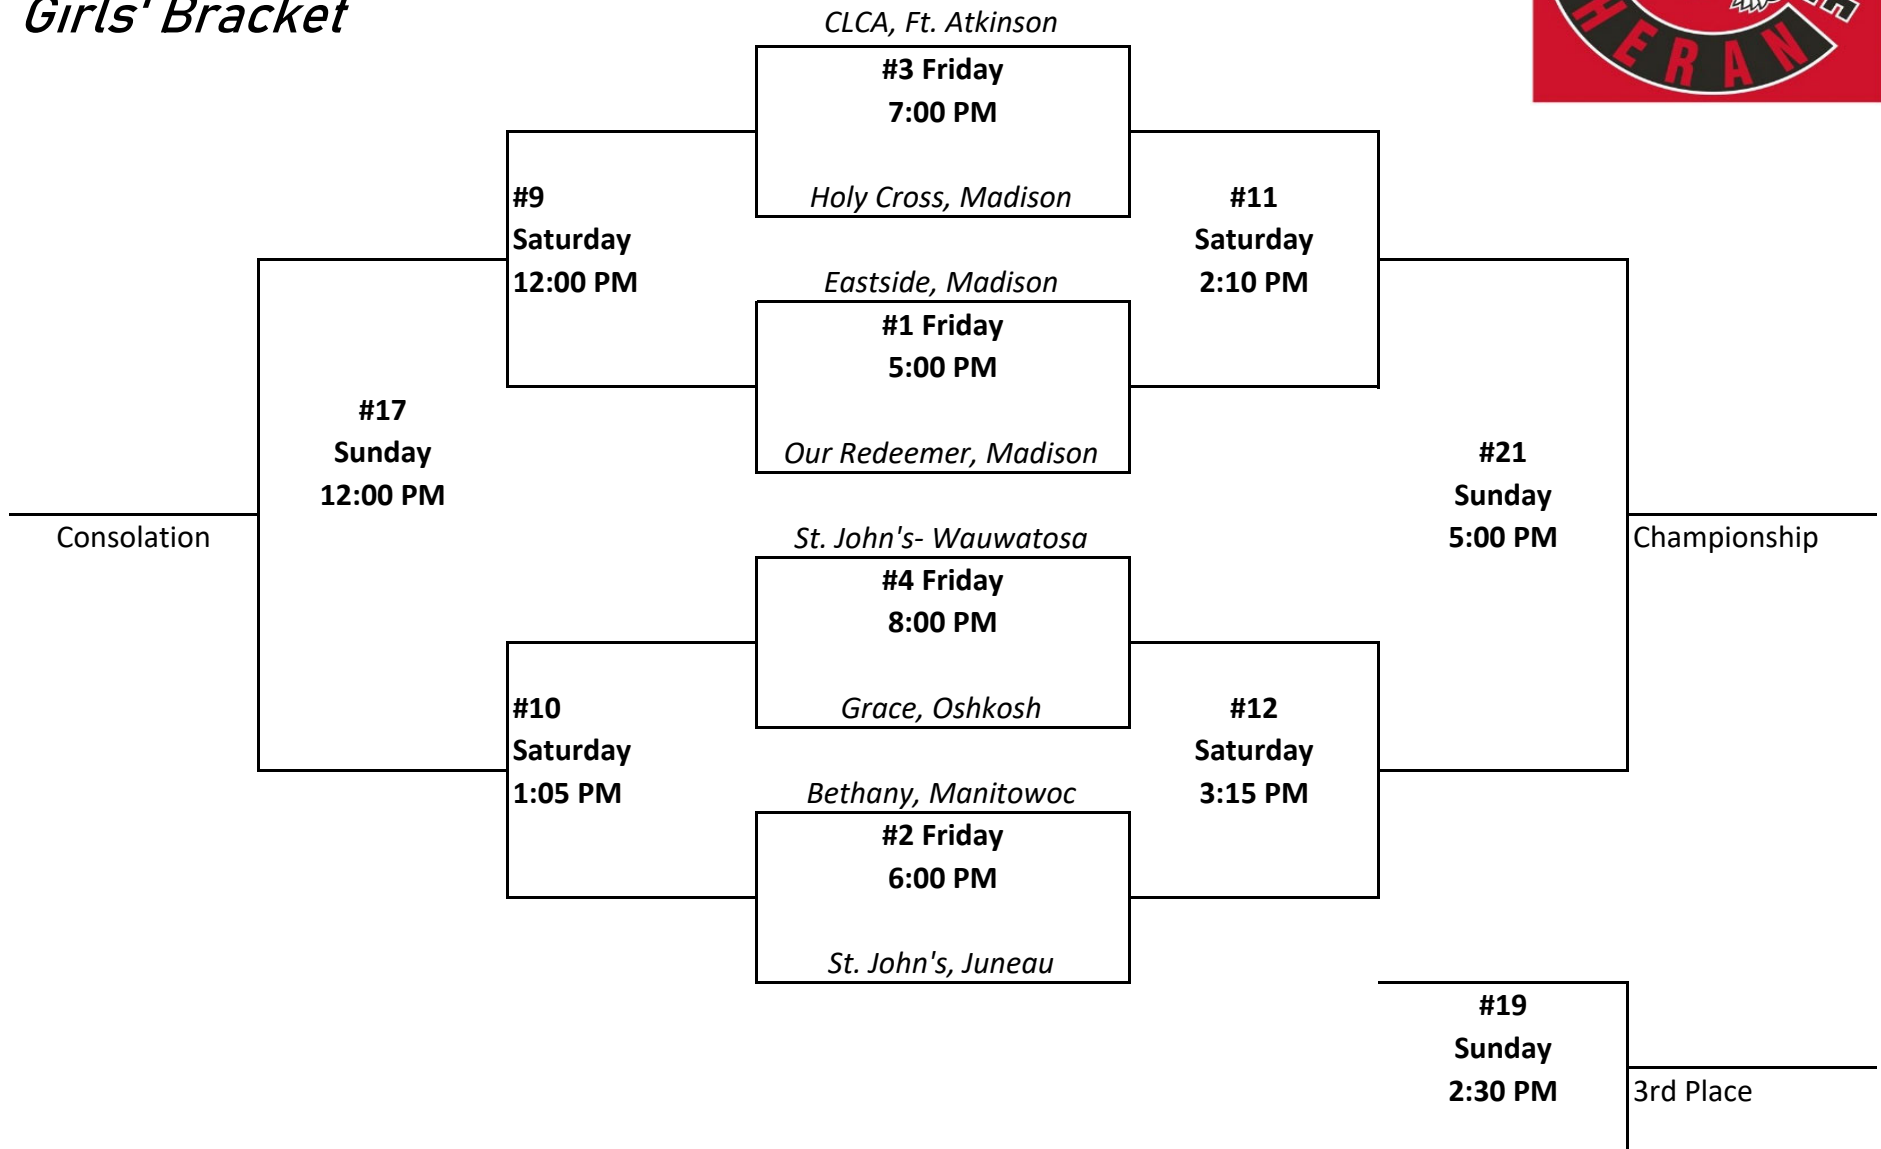 Girls' Bracket
HERAN
CLCA, Ft. Atkinson
#3 Friday
7:00 PM
Holy Cross, Madison
#9
Saturday
12:00 PM
#11
Saturday
2:10 PM
Eastside, Madison
#1 Friday
5:00 PM
Our Redeemer, Madison
#17
Sunday
12:00 PM
Consolation
#21
Sunday
5:00 PM
Championship
St. John's- Wauwatosa
#4 Friday
8:00 PM
Grace, Oshkosh
#10
Saturday
1:05 PM
#12
Saturday
3:15 PM
Bethany, Manitowoc
#2 Friday
6:00 PM
St. John's, Juneau
#19
Sunday
2:30 PM
3rd Place